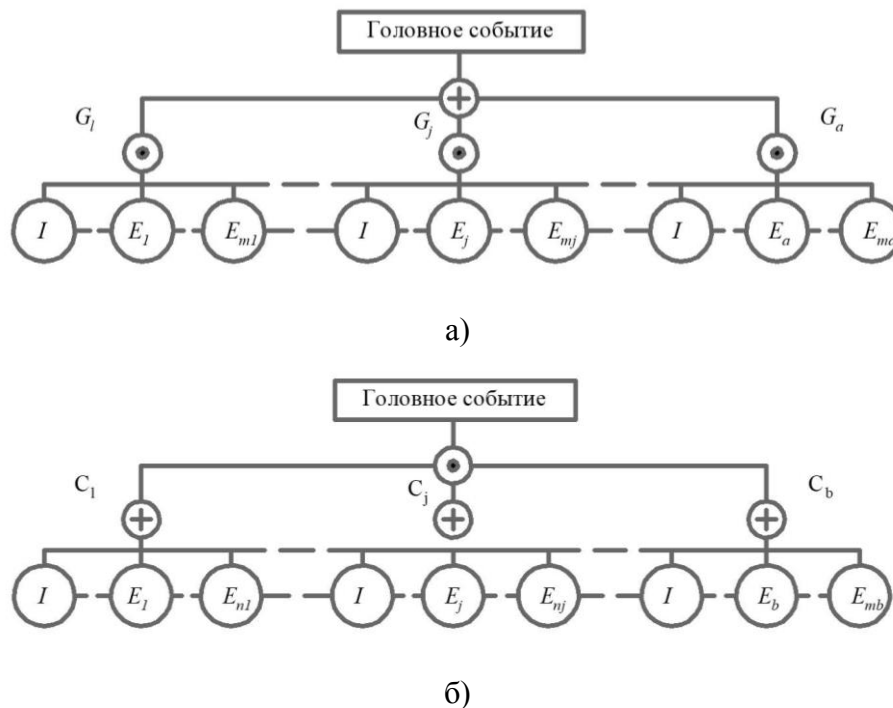 Головное событие
G_l G_j G_a
I E_1 E_m1 I E_j E_mj I E_a E_ma
а)
Головное событие
C_1 C_j C_b
I E_1 E_n1 I E_j E_nj I E_b E_mb
б)